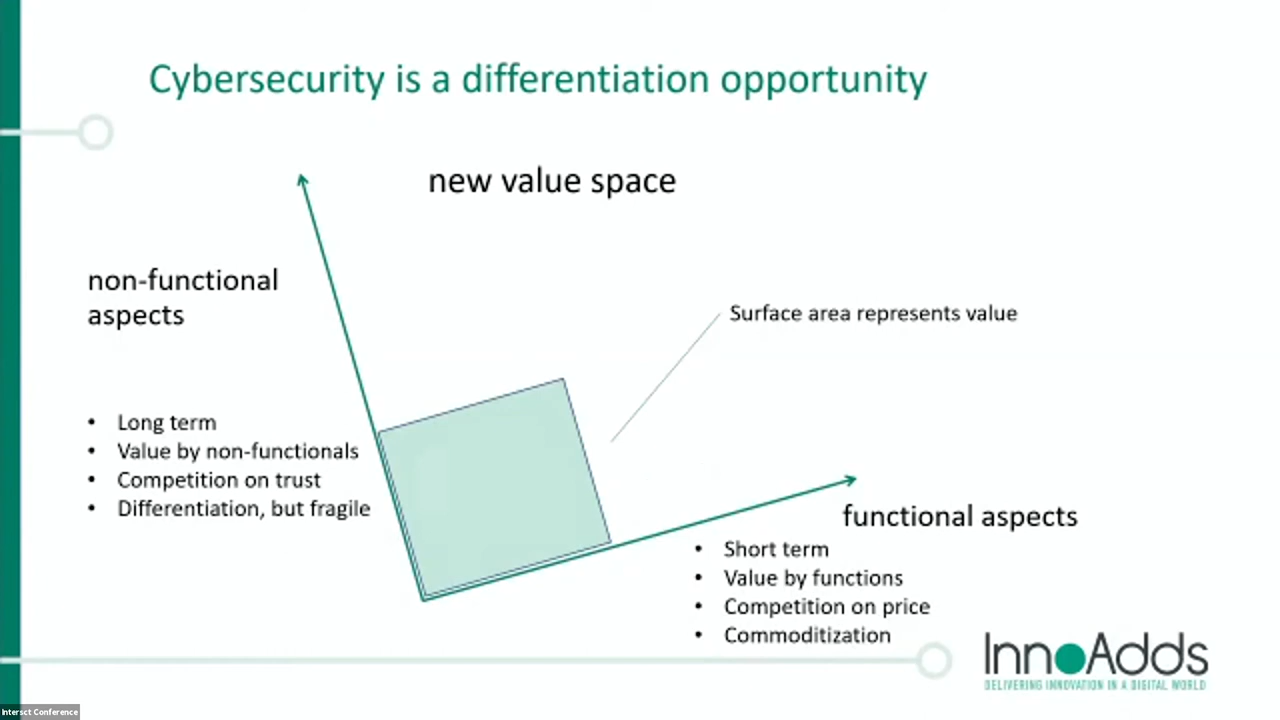 Cybersecurity is a differentiation opportunity
new value space
non-functional
aspects
Surface area represents value
• Long term
• Value by non-functionals
• Competition on trust
• Differentiation, but fragile
functional aspects
• Short term
• Value by functions
• Competition on price
• Commoditization
InnoAdds
DELIVERING INNOVATION IN A DIGITAL WORLD
Intersct Conference